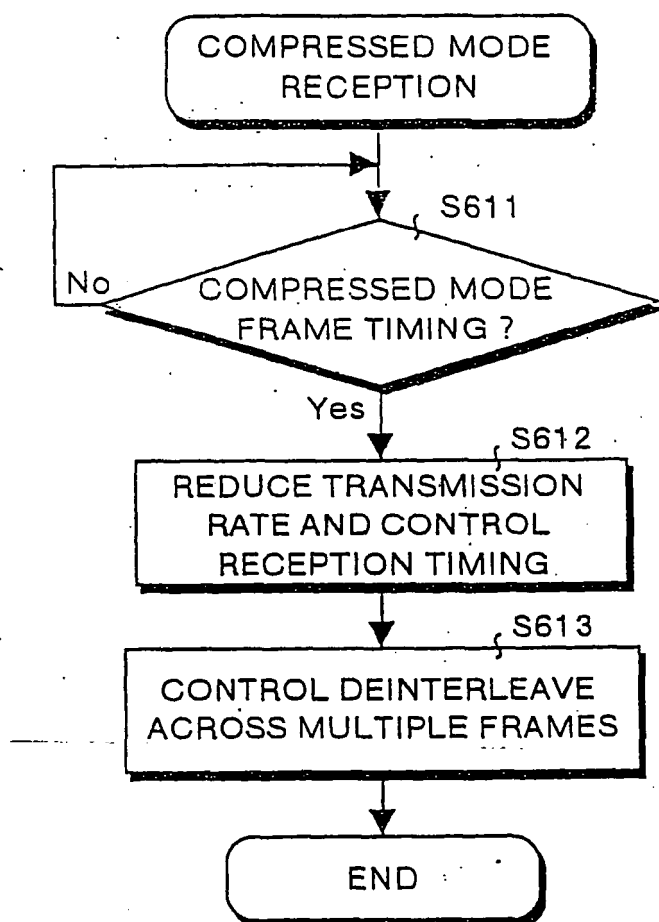 COMPRESSED MODE
RECEPTION
S611
No
COMPRESSED MODE
FRAME TIMING ?
Yes
S612
REDUCE TRANSMISSION
RATE AND CONTROL
RECEPTION TIMING
S613
CONTROL DEINTERLEAVE
ACROSS MULTIPLE FRAMES
END